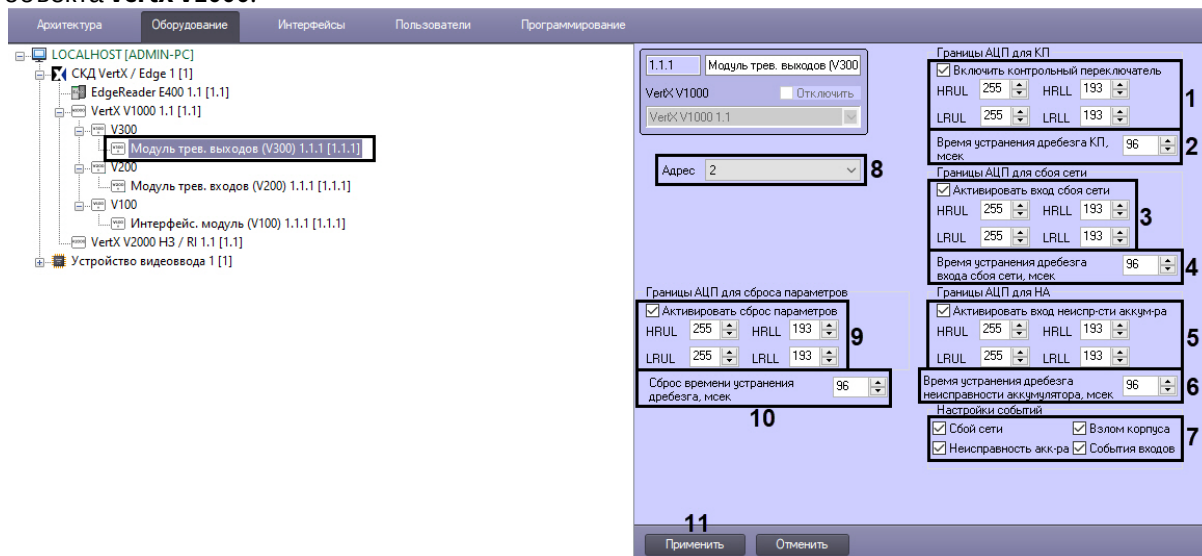 объекта VertX V2000.
Архитектура Оборудование Интерфейсы Пользователи Программирование
LOCALHOST [ADMIN-PC]
СКД VertX / Edge 1 [1]
EdgeReader E400 1.1 [1.1]
VertX V1000 1.1 [1.1]
V300
Модуль трев. выходов (V300) 1.1.1 [1.1.1]
V200
Модуль трев. входов (V200) 1.1.1 [1.1.1]
V100
Интерфейс. модуль (V100) 1.1.1 [1.1.1]
VertX V2000 H3 / RI 1.1 [1.1]
Устройство видеоввода 1 [1]
1.1.1 Модуль трев. выходов (V300
VertX V1000 Отключить
VertX V1000 1.1
Адрес 2 8
Границы АЦП для сброса параметров
Активировать сброс параметров
HRUL 255 HRLL 193
9
LRUL 255 LRLL 193
Сброс времени устранения
дребезга, мсек
96
10
Границы АЦП для КП
Включить контрольный переключатель
HRUL 255 HRLL 193
1
LRUL 255 LRLL 193
Время устранения дребезга КП,
мсек
96 2
Границы АЦП для сбоя сети
Активировать вход сбоя сети
HRUL 255 HRLL 193
3
LRUL 255 LRLL 193
Время устранения дребезга
входа сбоя сети, мсек
96 4
Границы АЦП для НА
Активировать вход неиспр-сти аккум-ра
HRUL 255 HRLL 193
5
LRUL 255 LRLL 193
Время устранения дребезга
неисправности аккумулятора, мсек
96 6
Настройки событий
Сбой сети Взлом корпуса
7
Неисправность акк-ра События входов
11
Применить Отменить